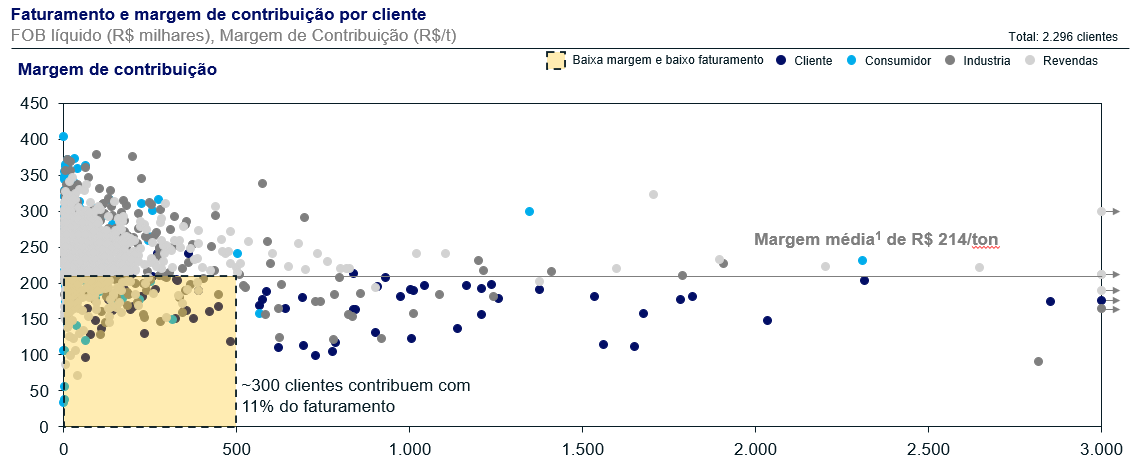 Faturamento e margem de contribuição por cliente
FOB líquido (R$ milhares), Margem de Contribuição (R$/t)
Total: 2.296 clientes
Baixa margem e baixo faturamento
Cliente
Consumidor
Industria
Revendas
Margem de contribuição
450
400
350
300
250
200
150
100
50
0
Margem média¹ de R$ 214/ton
~300 clientes contribuem com
11% do faturamento
0
500
1.000
1.500
2.000
2.500
3.000